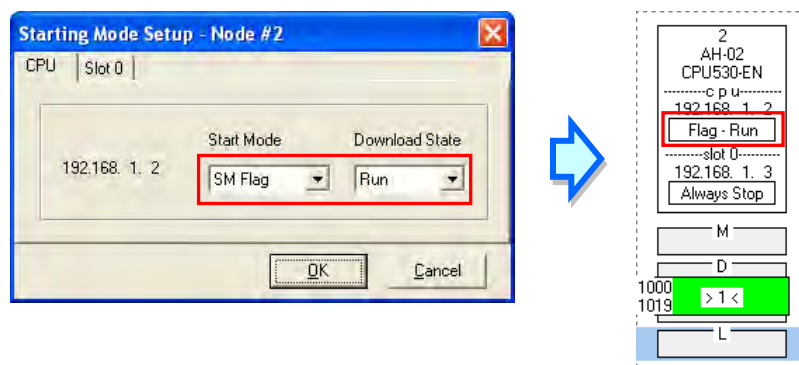 Starting Mode Setup - Node #2
CPU
Slot 0
Start Mode
Download State
192.168. 1. 2
SM Flag
Run
OK
Cancel
2
AH-02
CPU530-EN
---------c p u---------
192.168. 1. 2
Flag - Run
--------slot 0--------
192.168. 1. 3
Always Stop
M
D
1000
1019
> 1 <
L